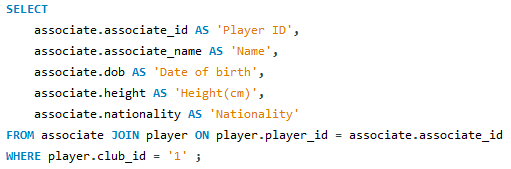 SELECT
associate.associate_id AS 'Player ID',
associate.associate_name AS 'Name',
associate.dob AS 'Date of birth',
associate.height AS 'Height(cm)',
associate.nationality AS 'Nationality'
FROM associate JOIN player ON player.player_id = associate.associate_id
WHERE player.club_id = '1' ;